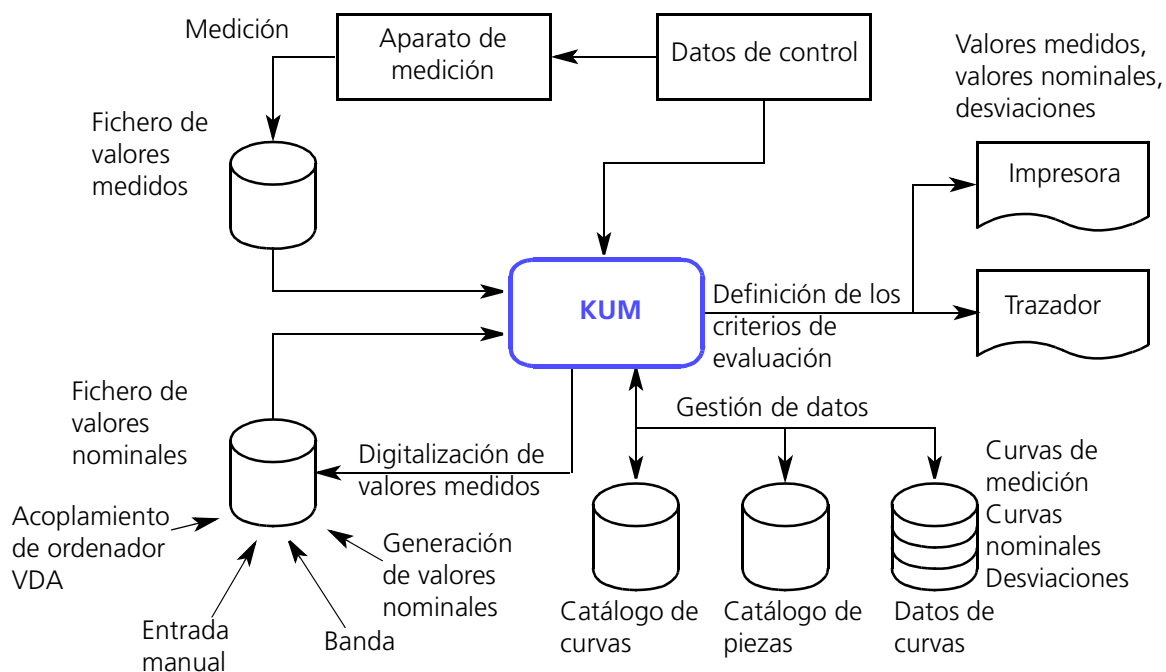 Medición
Aparato de
medición
Datos de control
Valores medidos,
valores nominales,
desviaciones
Fichero de
valores
medidos
Impresora
KUM
Definición de los
criterios de
evaluación
Trazador
Fichero de
valores
nominales
Digitalización de
valores medidos
Gestión de datos
Curvas de
medición
Curvas
nominales
Desviaciones
Acoplamiento
de ordenador
VDA
Generación
de valores
nominales
Entrada
manual
Banda
Catálogo de
curvas
Catálogo de
piezas
Datos de
curvas